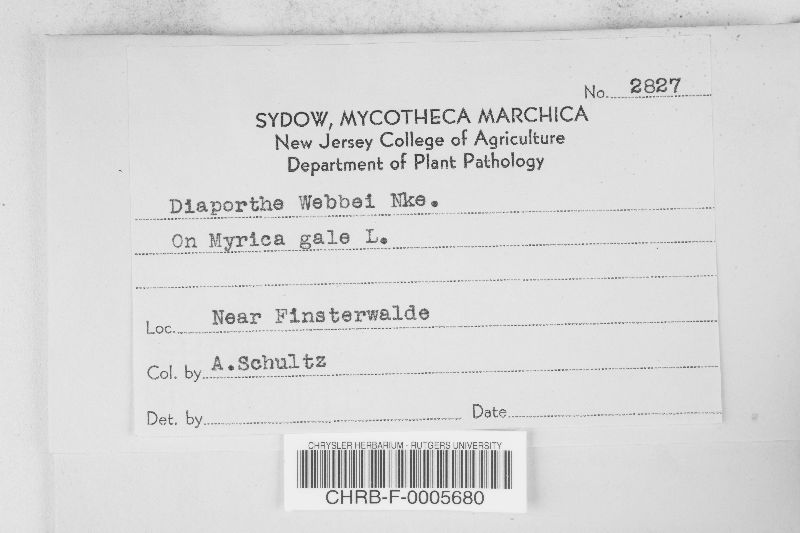 No. 2827
SYDOW, MYCOTHECA MARCHICA
New Jersey College of Agriculture
Department of Plant Pathology
Diaporthe Webbei Nke.
On Myrica gale L.
Loc. Near Finsterwalde
Col. by A.Schultz
Det. by Date
CHRYSLER HERBARIUM - RUTGERS UNIVERSITY
CHRB-F-0005680